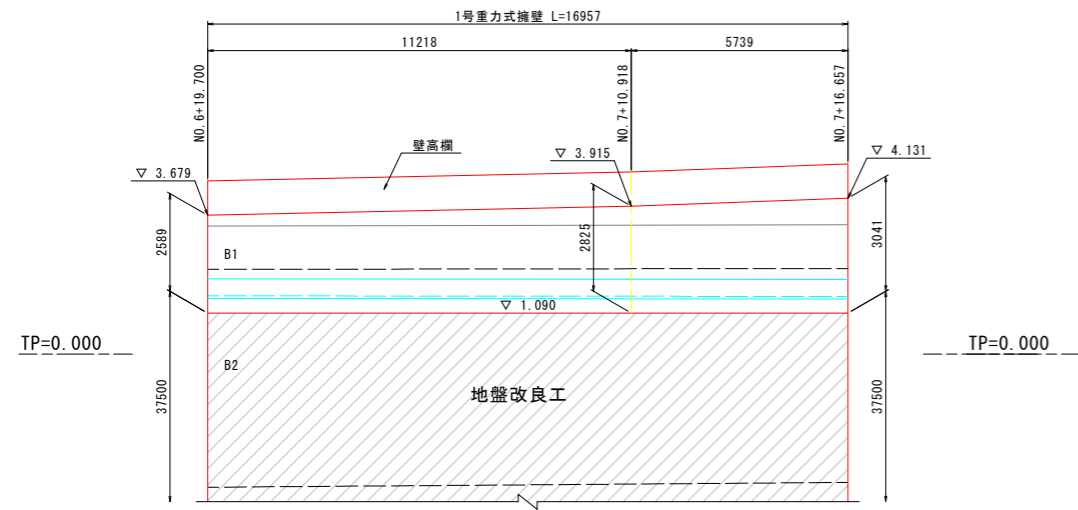 1号重力式擁壁 L=16957
11218
5739
NO.6+19.700
NO.7+10.918
NO.7+16.657
壁高欄
▽ 3.679
▽ 3.915
▽ 4.131
2589
2825
3041
B1
▽ 1.090
TP=0.000
TP=0.000
B2
地盤改良工
37500
37500